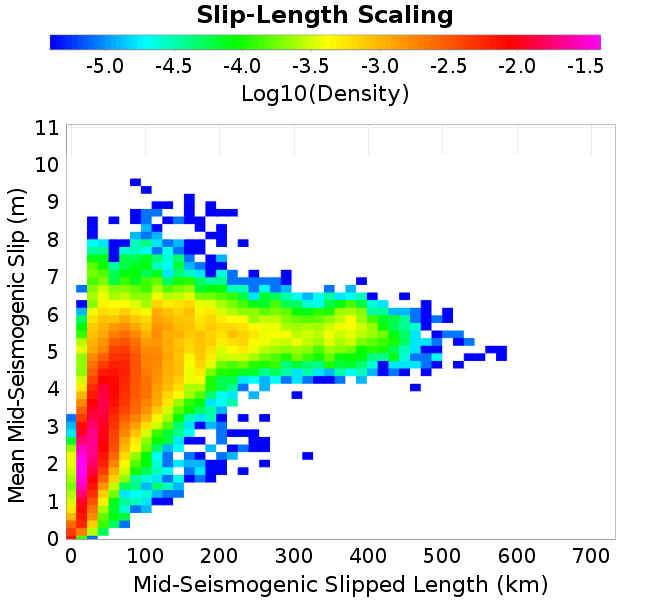 Slip-Length Scaling
-5.0 -4.5 -4.0 -3.5 -3.0 -2.5 -2.0 -1.5
Log10(Density)
Mean Mid-Seismogenic Slip (m)
11
10
9
8
7
6
5
4
3
2
1
0
0 100 200 300 400 500 600 700
Mid-Seismogenic Slipped Length (km)